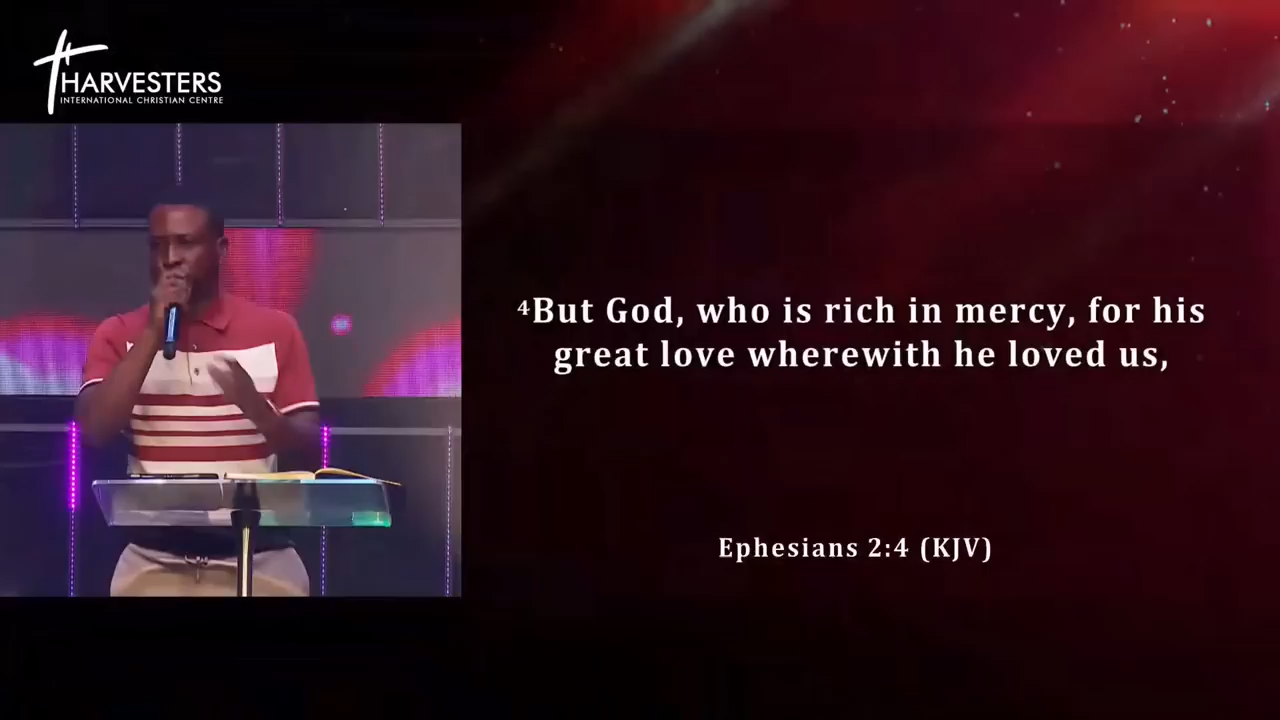 HARVESTERS
INTERNATIONAL CHRISTIAN CENTRE
⁴But God, who is rich in mercy, for his
great love wherewith he loved us,
Ephesians 2:4 (KJV)